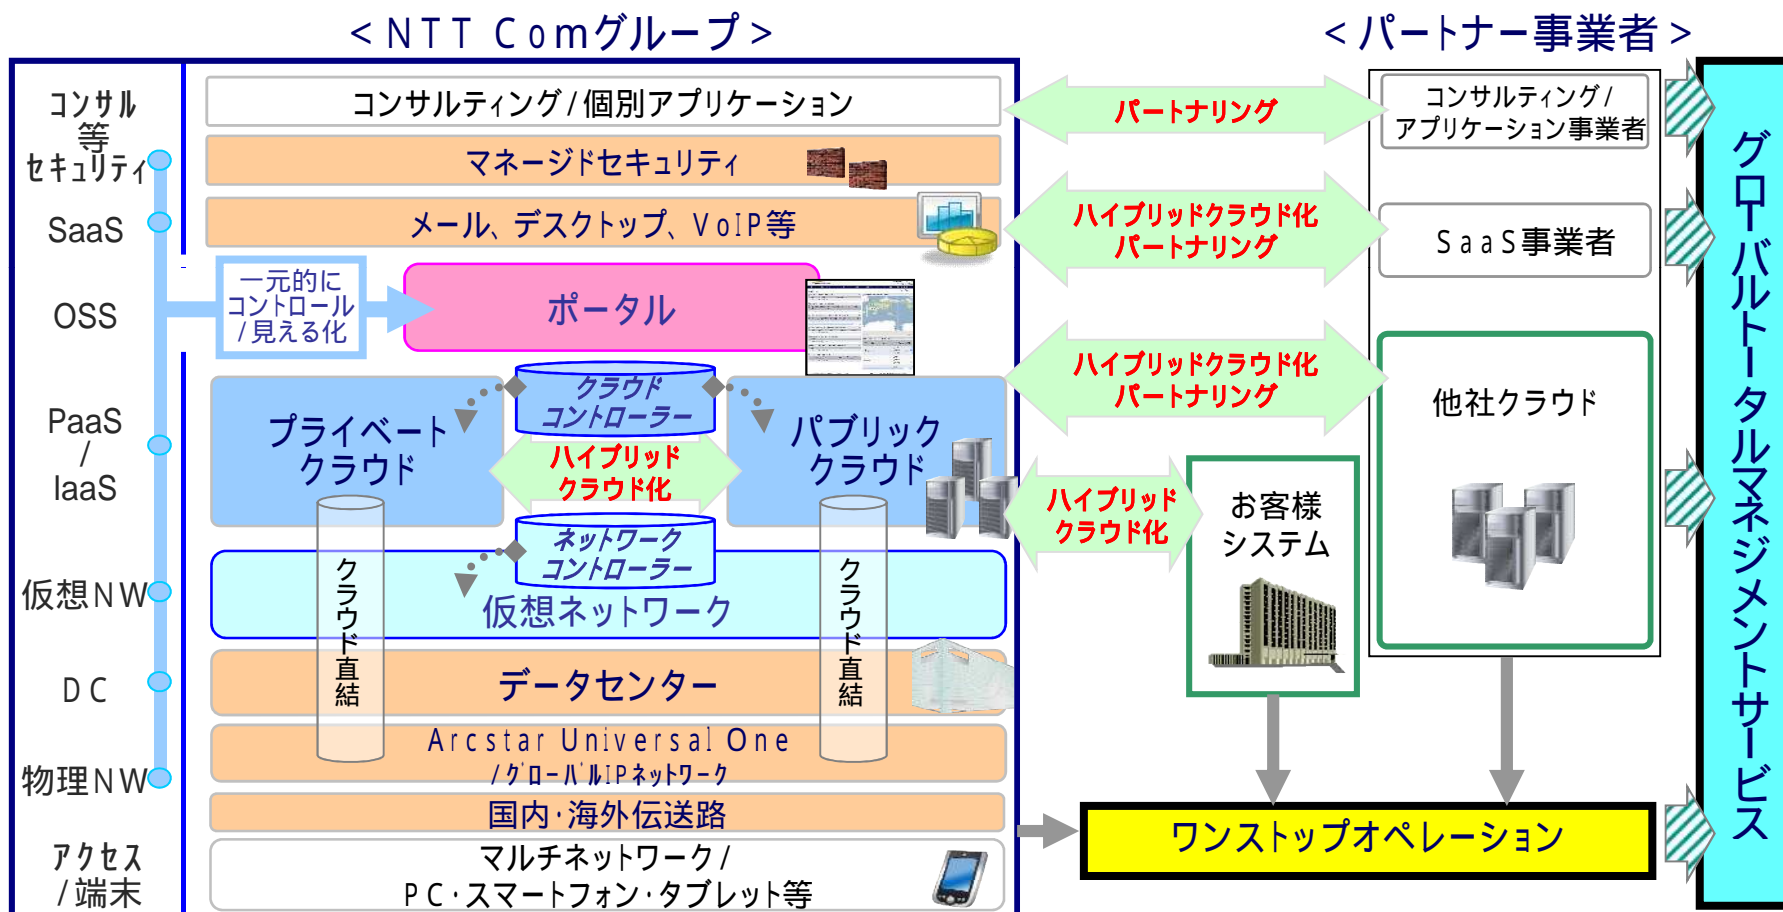 ＜NTT Comグループ＞
＜パートナー事業者＞
コンサル
等
セキュリティ
SaaS
OSS
PaaS
/
IaaS
仮想NW
DC
物理NW
アクセス
/端末
コンサルティング/個別アプリケーション
マネージドセキュリティ
メール、デスクトップ、VoIP等
一元的に
コントロール
/見える化
ポータル
クラウド
コントローラー
プライベート
クラウド
ハイブリッド
クラウド化
パブリック
クラウド
ネットワーク
コントローラー
仮想ネットワーク
クラウド直結
クラウド直結
データセンター
Arcstar Universal One
/グローバルIPネットワーク
国内・海外伝送路
マルチネットワーク/
PC・スマートフォン・タブレット等
パートナリング
ハイブリッドクラウド化
パートナリング
ハイブリッドクラウド化
パートナリング
ハイブリッド
クラウド化
コンサルティング/
アプリケーション事業者
SaaS事業者
他社クラウド
お客様
システム
ワンストップオペレーション
グローバルトータルマネジメントサービス